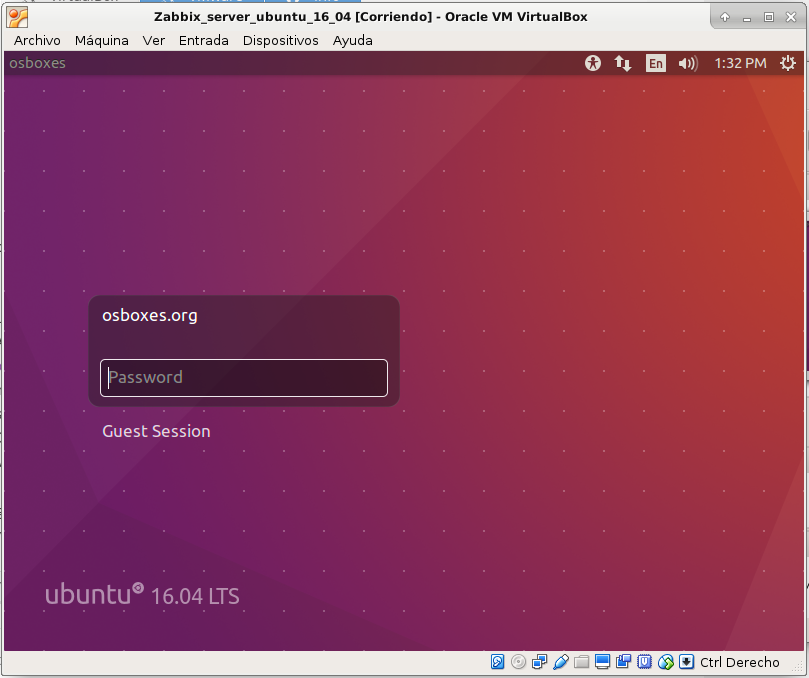 Zabbix_server_ubuntu_16_04 [Corriendo] - Oracle VM VirtualBox
Archivo Máquina Ver Entrada Dispositivos Ayuda
osboxes En 1:32 PM
osboxes.org
Password
Guest Session
ubuntu 16.04 LTS
Ctrl Derecho